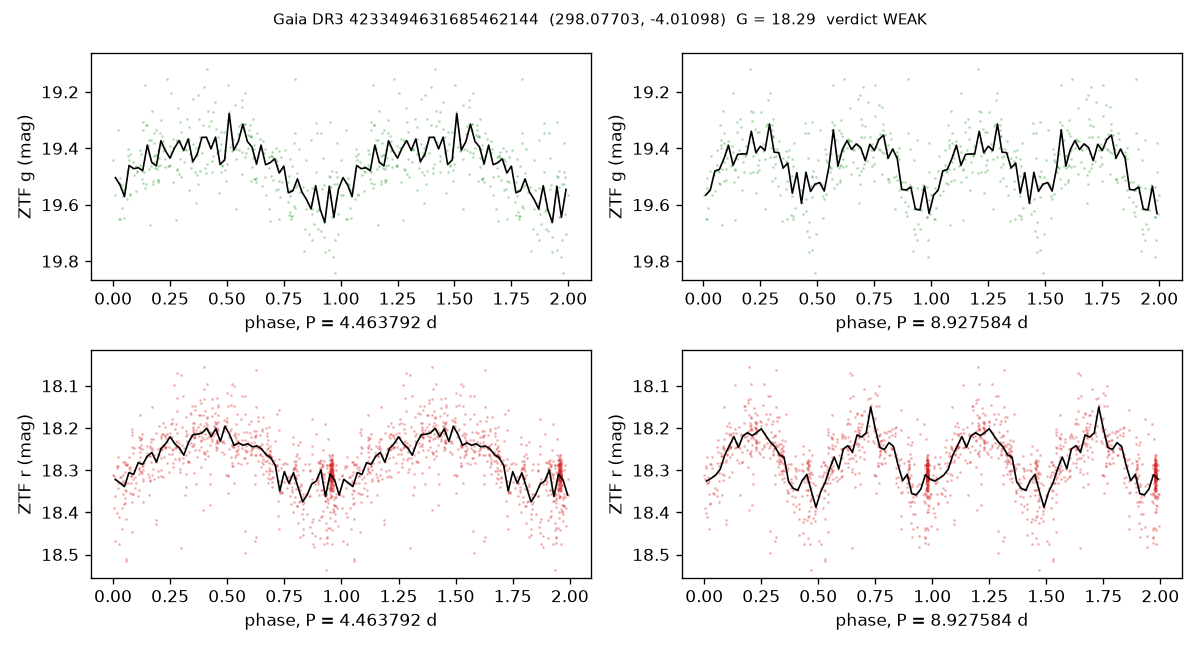 Gaia DR3 4233494631685462144  (298.07703, -4.01098)  G = 18.29  verdict WEAK
ZTF g (mag)
19.2
19.4
19.6
19.8
0.00 0.25 0.50 0.75 1.00 1.25 1.50 1.75 2.00
phase, P = 4.463792 d
ZTF g (mag)
19.2
19.4
19.6
19.8
0.00 0.25 0.50 0.75 1.00 1.25 1.50 1.75 2.00
phase, P = 8.927584 d
ZTF r (mag)
18.1
18.2
18.3
18.4
18.5
0.00 0.25 0.50 0.75 1.00 1.25 1.50 1.75 2.00
phase, P = 4.463792 d
ZTF r (mag)
18.1
18.2
18.3
18.4
18.5
0.00 0.25 0.50 0.75 1.00 1.25 1.50 1.75 2.00
phase, P = 8.927584 d